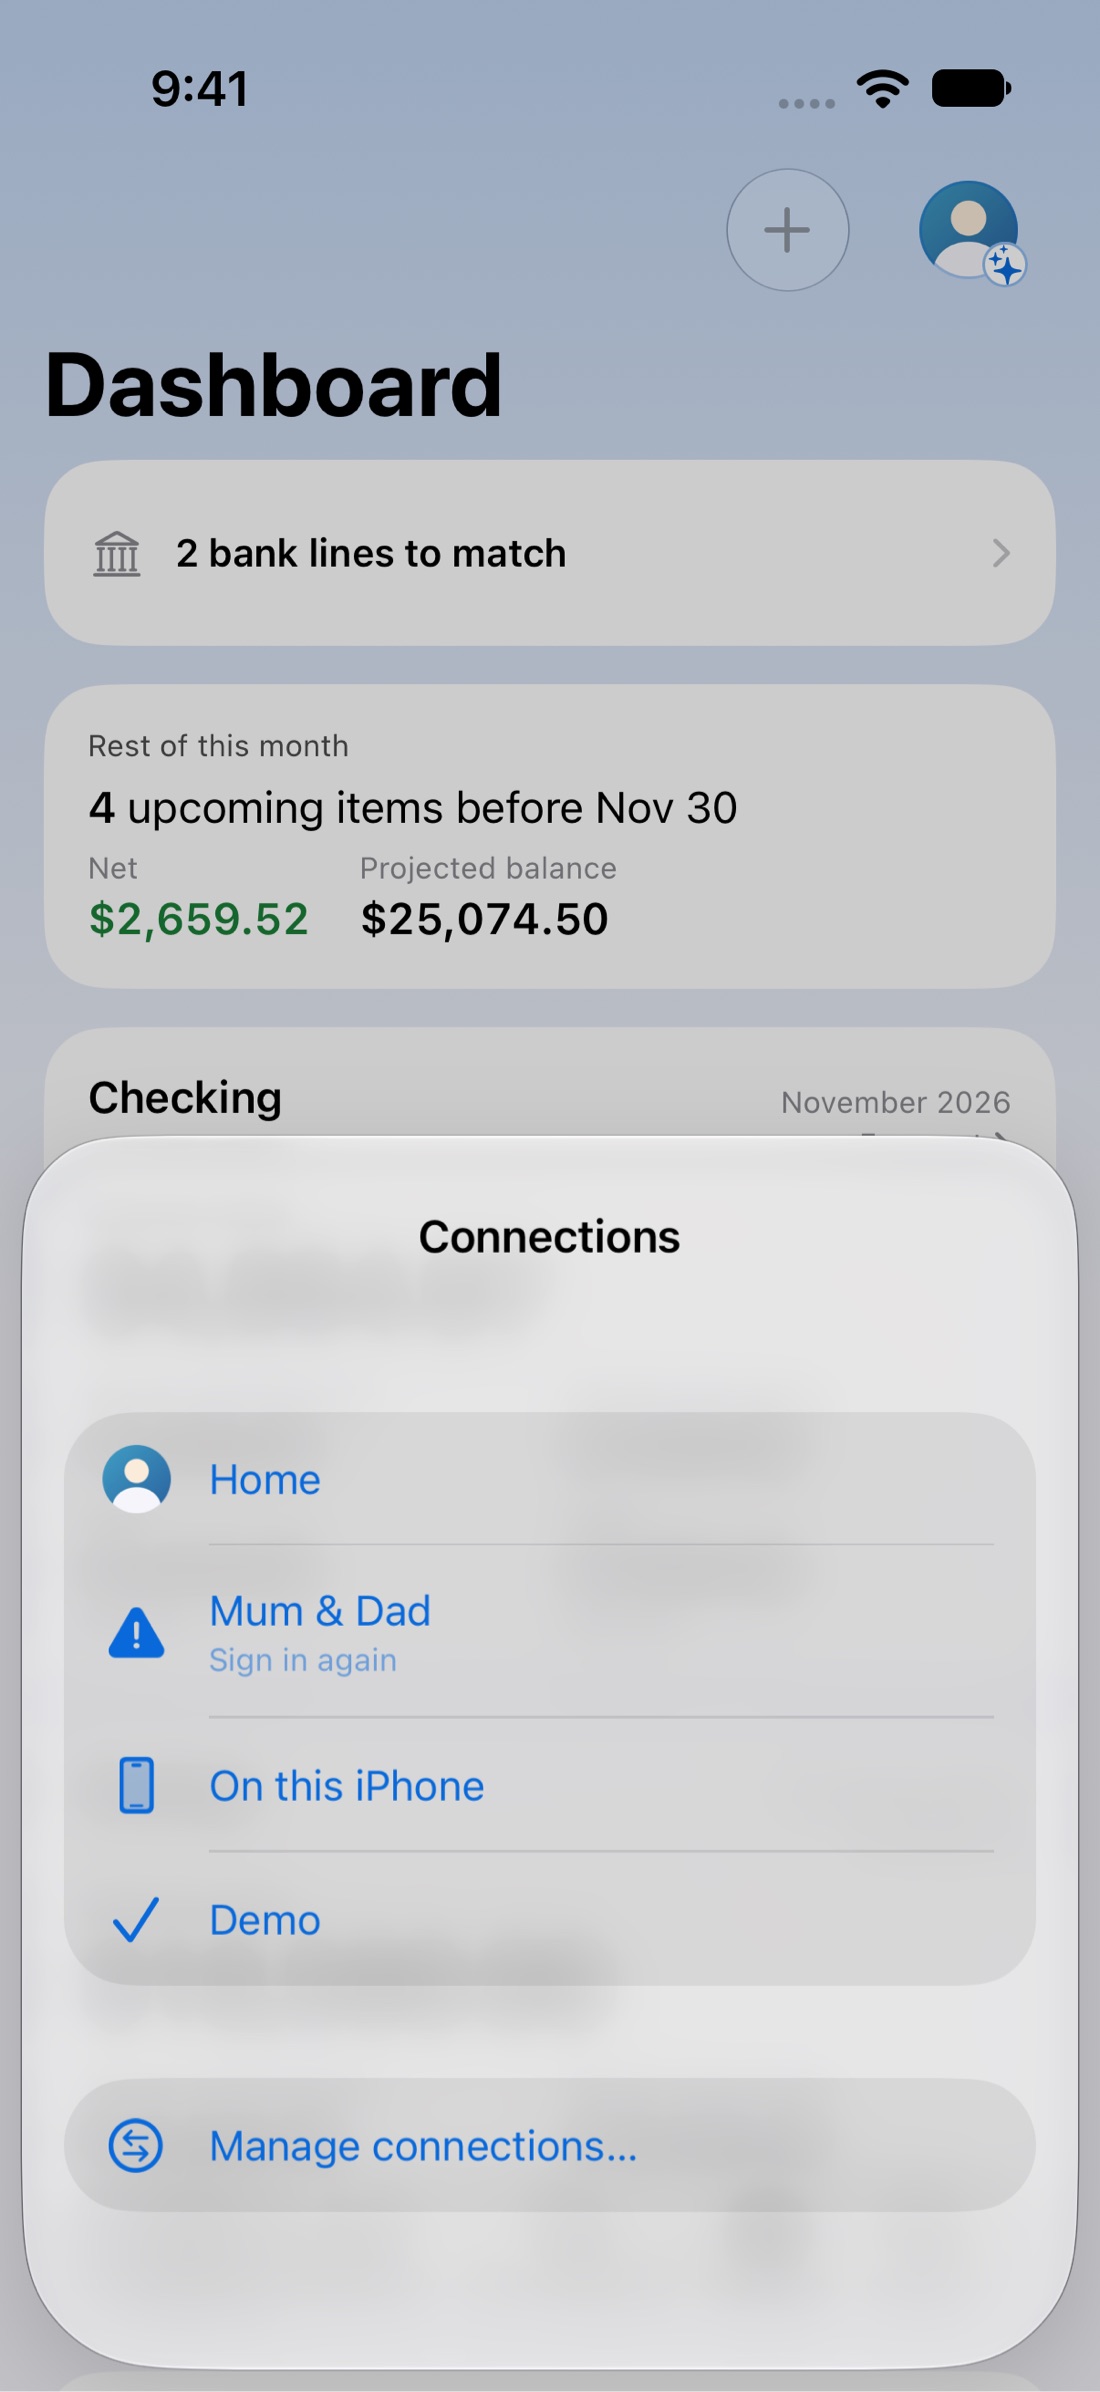 9:41
Dashboard
2 bank lines to match
Rest of this month
4 upcoming items before Nov 30
Net Projected balance
$2,659.52 $25,074.50
Checking November 2026
Connections
Home
Mum & Dad
Sign in again
On this iPhone
Demo
Manage connections...